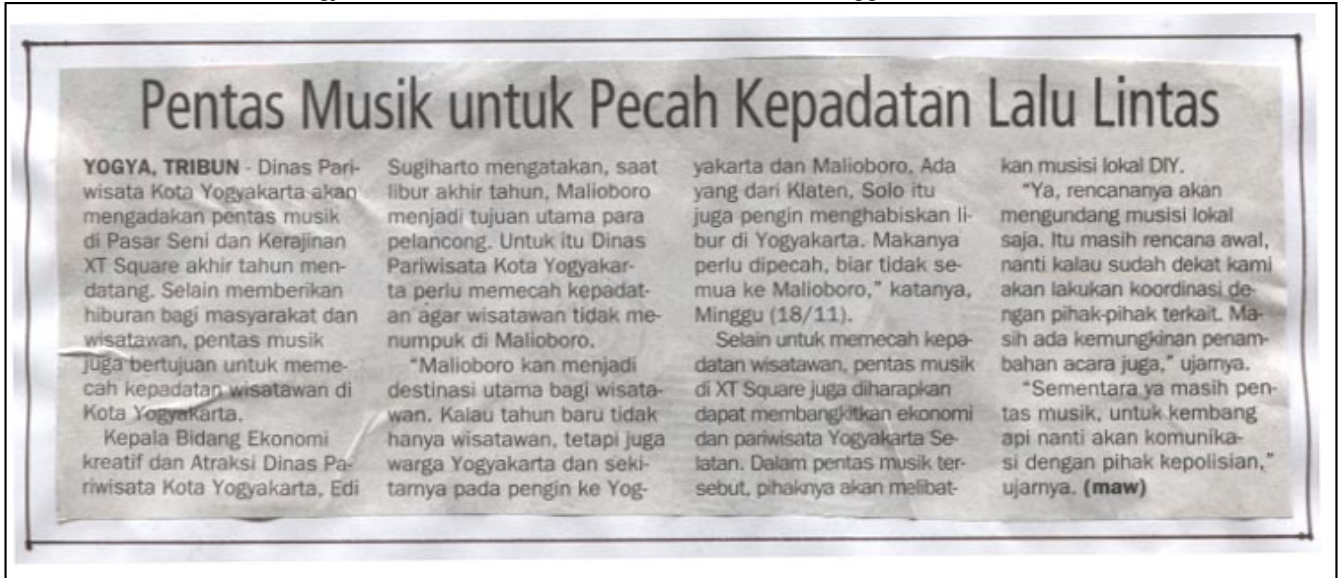 Pentas Musik untuk Pecah Kepadatan Lalu Lintas
YOGYA, TRIBUN - Dinas Pari-
wisata Kota Yogyakarta akan
mengadakan pentas musik
di Pasar Seni dan Kerajinan
XT Square akhir tahun men-
datang. Selain memberikan
hiburan bagi masyarakat dan
wisatawan, pentas musik
juga bertujuan untuk meme-
cah kepadatan wisatawan di
Kota Yogyakarta.
Kepala Bidang Ekonomi
kreatif dan Atraksi Dinas Pa-
riwisata Kota Yogyakarta, Edi
Sugiharto mengatakan, saat
libur akhir tahun, Malioboro
menjadi tujuan utama para
pelancong. Untuk itu Dinas
Pariwisata Kota Yogyakar-
ta perlu memecah kepadat-
an agar wisatawan tidak me-
numpuk di Malioboro.
"Malioboro kan menjadi
destinasi utama bagi wisata-
wan. Kalau tahun baru tidak
hanya wisatawan, tetapi juga
warga Yogyakarta dan seki-
tarnya pada pengin ke Yog-
yakarta dan Malioboro. Ada
yang dari Klaten, Solo itu
juga pengin menghabiskan li-
bur di Yogyakarta. Makanya
perlu dipecah, biar tidak se-
mua ke Malioboro," katanya,
Minggu (18/11).
Selain untuk memecah kepa-
datan wisatawan, pentas musik
di XT Square juga diharapkan
dapat membangkitkan ekonomi
dan pariwisata Yogyakarta Se-
latan. Dalam pentas musik ter-
sebut, pihaknya akan melibat-
kan musisi lokal DIY.
"Ya, rencananya akan
mengundang musisi lokal
saja. Itu masih rencana awal,
nanti kalau sudah dekat kami
akan lakukan koordinasi de-
ngan pihak-pihak terkait. Ma-
sih ada kemungkinan penam-
bahan acara juga," ujarnya.
"Sementara ya masih pen-
tas musik, untuk kembang
api nanti akan komunika-
si dengan pihak kepolisian,"
ujarnya. (maw)